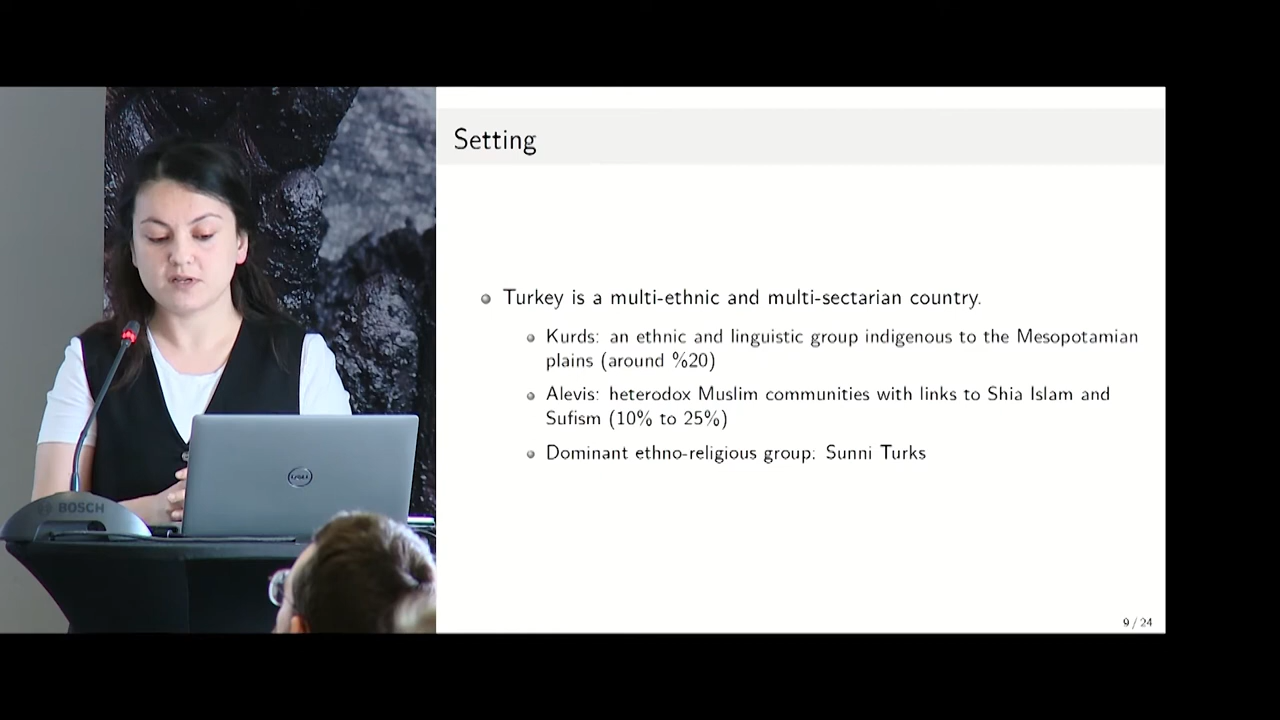 Setting
Turkey is a multi-ethnic and multi-sectarian country.
Kurds: an ethnic and linguistic group indigenous to the Mesopotamian
plains (around %20)
Alevis: heterodox Muslim communities with links to Shia Islam and
Sufism (10% to 25%)
Dominant ethno-religious group: Sunni Turks
BOSCH
DELL
9 / 24